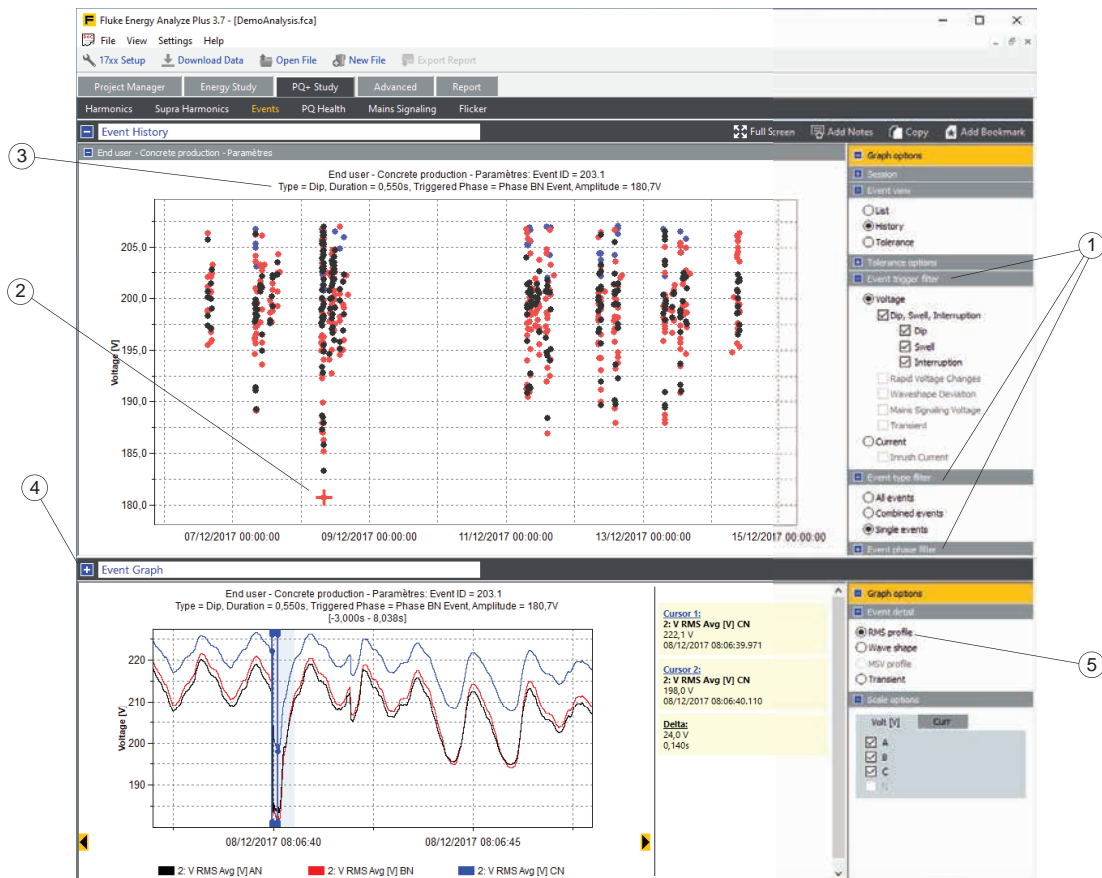 Fluke Energy Analyze Plus 3.7 - [DemoAnalysis.fca]
File View Settings Help
17xx Setup Download Data Open File New File Export Report
Project Manager Energy Study PQ+ Study Advanced Report
Harmonics Supra Harmonics Events PQ Health Mains Signaling Flicker
Event History Full Screen Add Notes Copy Add Bookmark
3
End user - Concrete production - Paramètres
End user - Concrete production - Paramètres: Event ID = 203.1
Type = Dip, Duration = 0,550s, Triggered Phase = Phase BN Event, Amplitude = 180,7V
Voltage [V]
205,0
200,0
195,0
190,0
185,0
180,0
07/12/2017 00:00:00 09/12/2017 00:00:00 11/12/2017 00:00:00 13/12/2017 00:00:00 15/12/2017 00:00:00
2
Graph options
Session
Event view
List
History
Tolerance
Tolerance options
Event trigger filter
Voltage
Dip, Swell, Interruption
Dip
Swell
Interruption
Rapid Voltage Changes
Waveshape Deviation
Mains Signaling Voltage
Transient
Current
Inrush Current
Event type filter
All events
Combined events
Single events
Event phase filter
1
4
Event Graph
End user - Concrete production - Paramètres: Event ID = 203.1
Type = Dip, Duration = 0,550s, Triggered Phase = Phase BN Event, Amplitude = 180,7V
[-3,000s - 8,038s]
Voltage [V]
220
210
200
190
08/12/2017 08:06:40 08/12/2017 08:06:45
2: V RMS Avg [V] AN 2: V RMS Avg [V] BN 2: V RMS Avg [V] CN
Cursor 1:
2: V RMS Avg [V] CN
222,1 V
08/12/2017 08:06:39.971
Cursor 2:
2: V RMS Avg [V] CN
198,0 V
08/12/2017 08:06:40.110
Delta:
24,0 V
0,140s
Graph options
Event detail
RMS profile
Wave shape
MSV profile
Transient
Scale options
Volt [V] Curr
A
B
C
N
5